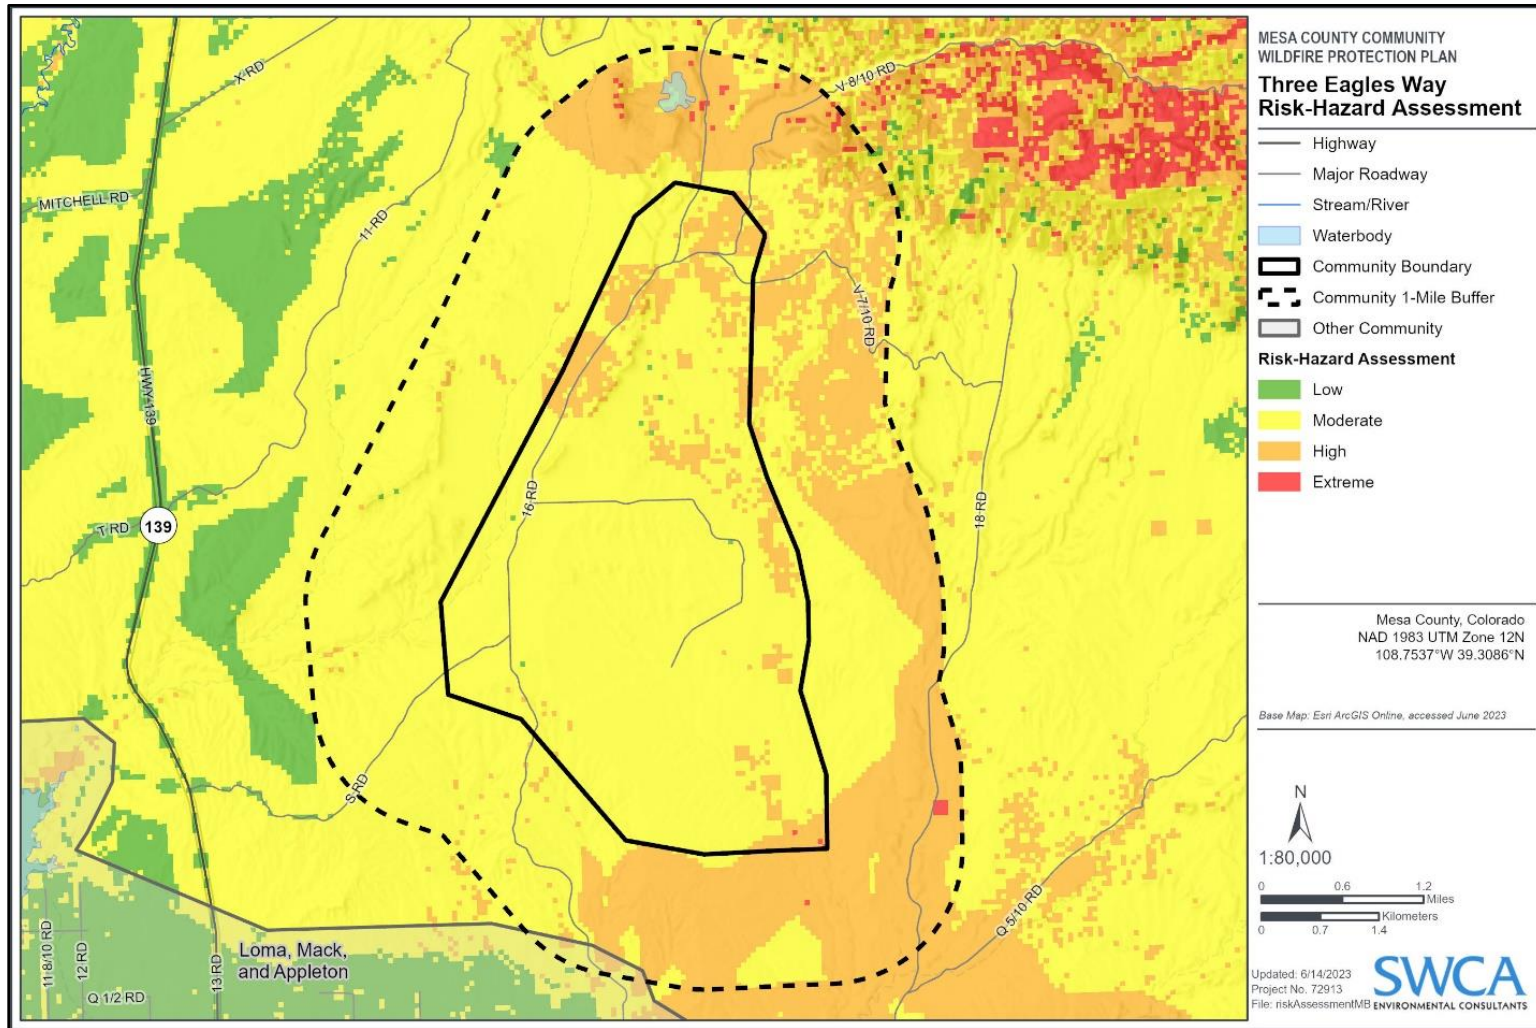 MESA COUNTY COMMUNITY
WILDFIRE PROTECTION PLAN
Three Eagles Way
Risk-Hazard Assessment
Highway
Major Roadway
Stream/River
Waterbody
Community Boundary
Community 1-Mile Buffer
Other Community
Risk-Hazard Assessment
Low
Moderate
High
Extreme
Mesa County, Colorado
NAD 1983 UTM Zone 12N
108.7537°W 39.3086°N
Base Map: Esri ArcGIS Online, accessed June 2023
N
1:80,000
0 0.6 1.2
Miles
Kilometers
0 0.7 1.4
Updated: 6/14/2023
Project No. 72913
File: riskAssessmentMB
SWCA
ENVIRONMENTAL CONSULTANTS
X RD
V 8/10 RD
MITCHELL RD
11 RD
V 7/10 RD
HWY 139
16 RD
18 RD
T RD
139
S RD
Q 5/10 RD
11 8/10 RD
12 RD
13 RD
Loma, Mack,
and Appleton
Q 1/2 RD